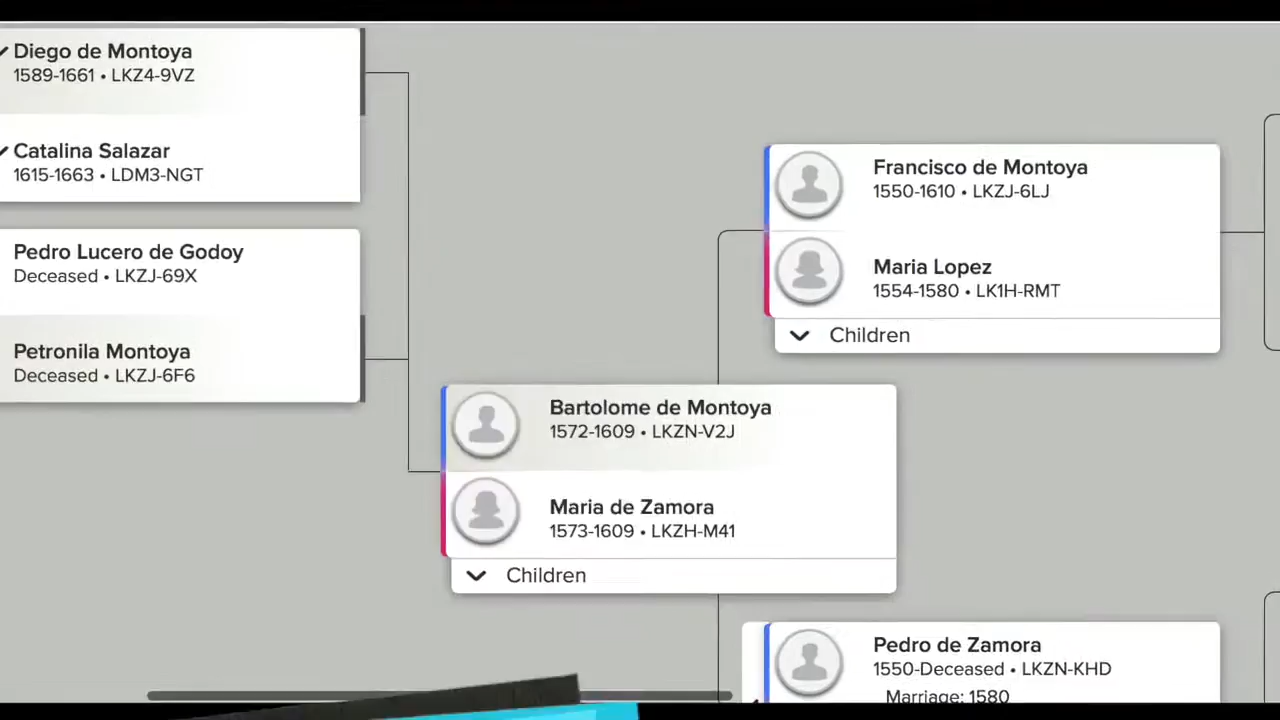 Diego de Montoya
1589-1661 • LKZ4-9VZ
Catalina Salazar
1615-1663 • LDM3-NGT
Pedro Lucero de Godoy
Deceased • LKZJ-69X
Petronila Montoya
Deceased • LKZJ-6F6
Francisco de Montoya
1550-1610 • LKZJ-6LJ
Maria Lopez
1554-1580 • LK1H-RMT
Children
Bartolome de Montoya
1572-1609 • LKZN-V2J
Maria de Zamora
1573-1609 • LKZH-M41
Children
Pedro de Zamora
1550-Deceased • LKZN-KHD
Marriage: 1580